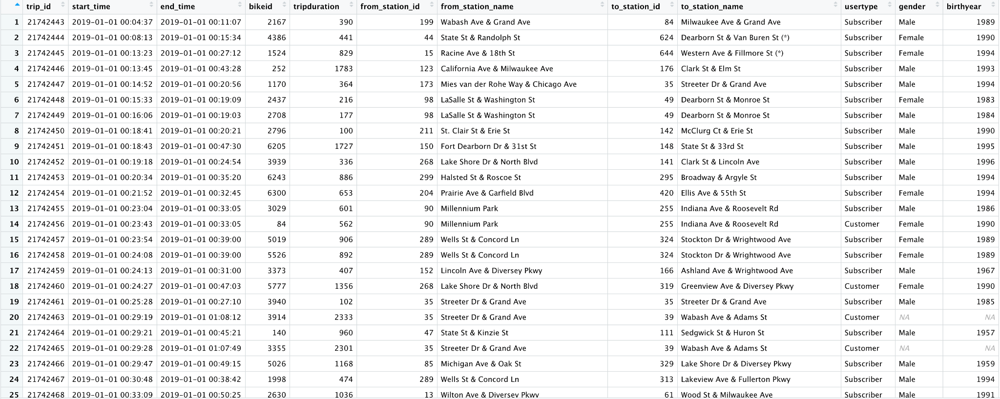 trip_id start_time end_time bikeid tripduration from_station_id from_station_name to_station_id to_station_name usertype gender birthyear
1 21742443 2019-01-01 00:04:37 2019-01-01 00:11:07 2167 390 199 Wabash Ave & Grand Ave 84 Milwaukee Ave & Grand Ave Subscriber Male 1989
2 21742444 2019-01-01 00:08:13 2019-01-01 00:15:34 4386 441 44 State St & Randolph St 624 Dearborn St & Van Buren St (*) Subscriber Female 1990
3 21742445 2019-01-01 00:13:23 2019-01-01 00:27:12 1524 829 15 Racine Ave & 18th St 644 Western Ave & Fillmore St (*) Subscriber Female 1994
4 21742446 2019-01-01 00:13:45 2019-01-01 00:43:28 252 1783 123 California Ave & Milwaukee Ave 176 Clark St & Elm St Subscriber Male 1993
5 21742447 2019-01-01 00:14:52 2019-01-01 00:20:56 1170 364 173 Mies van der Rohe Way & Chicago Ave 35 Streeter Dr & Grand Ave Subscriber Male 1994
6 21742448 2019-01-01 00:15:33 2019-01-01 00:19:09 2437 216 98 LaSalle St & Washington St 49 Dearborn St & Monroe St Subscriber Female 1983
7 21742449 2019-01-01 00:16:06 2019-01-01 00:19:03 2708 177 98 LaSalle St & Washington St 49 Dearborn St & Monroe St Subscriber Male 1984
8 21742450 2019-01-01 00:18:41 2019-01-01 00:20:21 2796 100 211 St. Clair St & Erie St 142 McClurg Ct & Erie St Subscriber Male 1990
9 21742451 2019-01-01 00:18:43 2019-01-01 00:47:30 6205 1727 150 Fort Dearborn Dr & 31st St 148 State St & 33rd St Subscriber Male 1995
10 21742452 2019-01-01 00:19:18 2019-01-01 00:24:54 3939 336 268 Lake Shore Dr & North Blvd 141 Clark St & Lincoln Ave Subscriber Male 1996
11 21742453 2019-01-01 00:20:34 2019-01-01 00:35:20 6243 886 299 Halsted St & Roscoe St 295 Broadway & Argyle St Subscriber Male 1994
12 21742454 2019-01-01 00:21:52 2019-01-01 00:32:45 6300 653 204 Prairie Ave & Garfield Blvd 420 Ellis Ave & 55th St Subscriber Female 1994
13 21742455 2019-01-01 00:23:04 2019-01-01 00:33:05 3029 601 90 Millennium Park 255 Indiana Ave & Roosevelt Rd Subscriber Male 1986
14 21742456 2019-01-01 00:23:43 2019-01-01 00:33:05 84 562 90 Millennium Park 255 Indiana Ave & Roosevelt Rd Customer Female 1990
15 21742457 2019-01-01 00:23:54 2019-01-01 00:39:00 5019 906 289 Wells St & Concord Ln 324 Stockton Dr & Wrightwood Ave Subscriber Female 1989
16 21742458 2019-01-01 00:24:08 2019-01-01 00:39:00 5526 892 289 Wells St & Concord Ln 324 Stockton Dr & Wrightwood Ave Subscriber Female 1989
17 21742459 2019-01-01 00:24:13 2019-01-01 00:31:00 3373 407 152 Lincoln Ave & Diversey Pkwy 166 Ashland Ave & Wrightwood Ave Subscriber Male 1967
18 21742460 2019-01-01 00:24:27 2019-01-01 00:47:03 5777 1356 268 Lake Shore Dr & North Blvd 319 Greenview Ave & Diversey Pkwy Customer Female 1990
19 21742461 2019-01-01 00:25:28 2019-01-01 00:27:10 3940 102 35 Streeter Dr & Grand Ave 35 Streeter Dr & Grand Ave Subscriber Male 1985
20 21742463 2019-01-01 00:29:19 2019-01-01 01:08:12 3914 2333 35 Streeter Dr & Grand Ave 39 Wabash Ave & Adams St Customer NA NA
21 21742464 2019-01-01 00:29:21 2019-01-01 00:45:21 140 960 47 State St & Kinzie St 111 Sedgwick St & Huron St Subscriber Male 1957
22 21742465 2019-01-01 00:29:28 2019-01-01 01:07:49 3355 2301 35 Streeter Dr & Grand Ave 39 Wabash Ave & Adams St Customer NA NA
23 21742466 2019-01-01 00:29:47 2019-01-01 00:49:15 5026 1168 85 Michigan Ave & Oak St 329 Lake Shore Dr & Diversey Pkwy Subscriber Male 1959
24 21742467 2019-01-01 00:30:48 2019-01-01 00:38:42 1998 474 289 Wells St & Concord Ln 313 Lakeview Ave & Fullerton Pkwy Subscriber Male 1994
25 21742468 2019-01-01 00:33:09 2019-01-01 00:50:25 2630 1036 13 Wilton Ave & Diversey Pkwy 61 Wood St & Milwaukee Ave Subscriber Male 1991